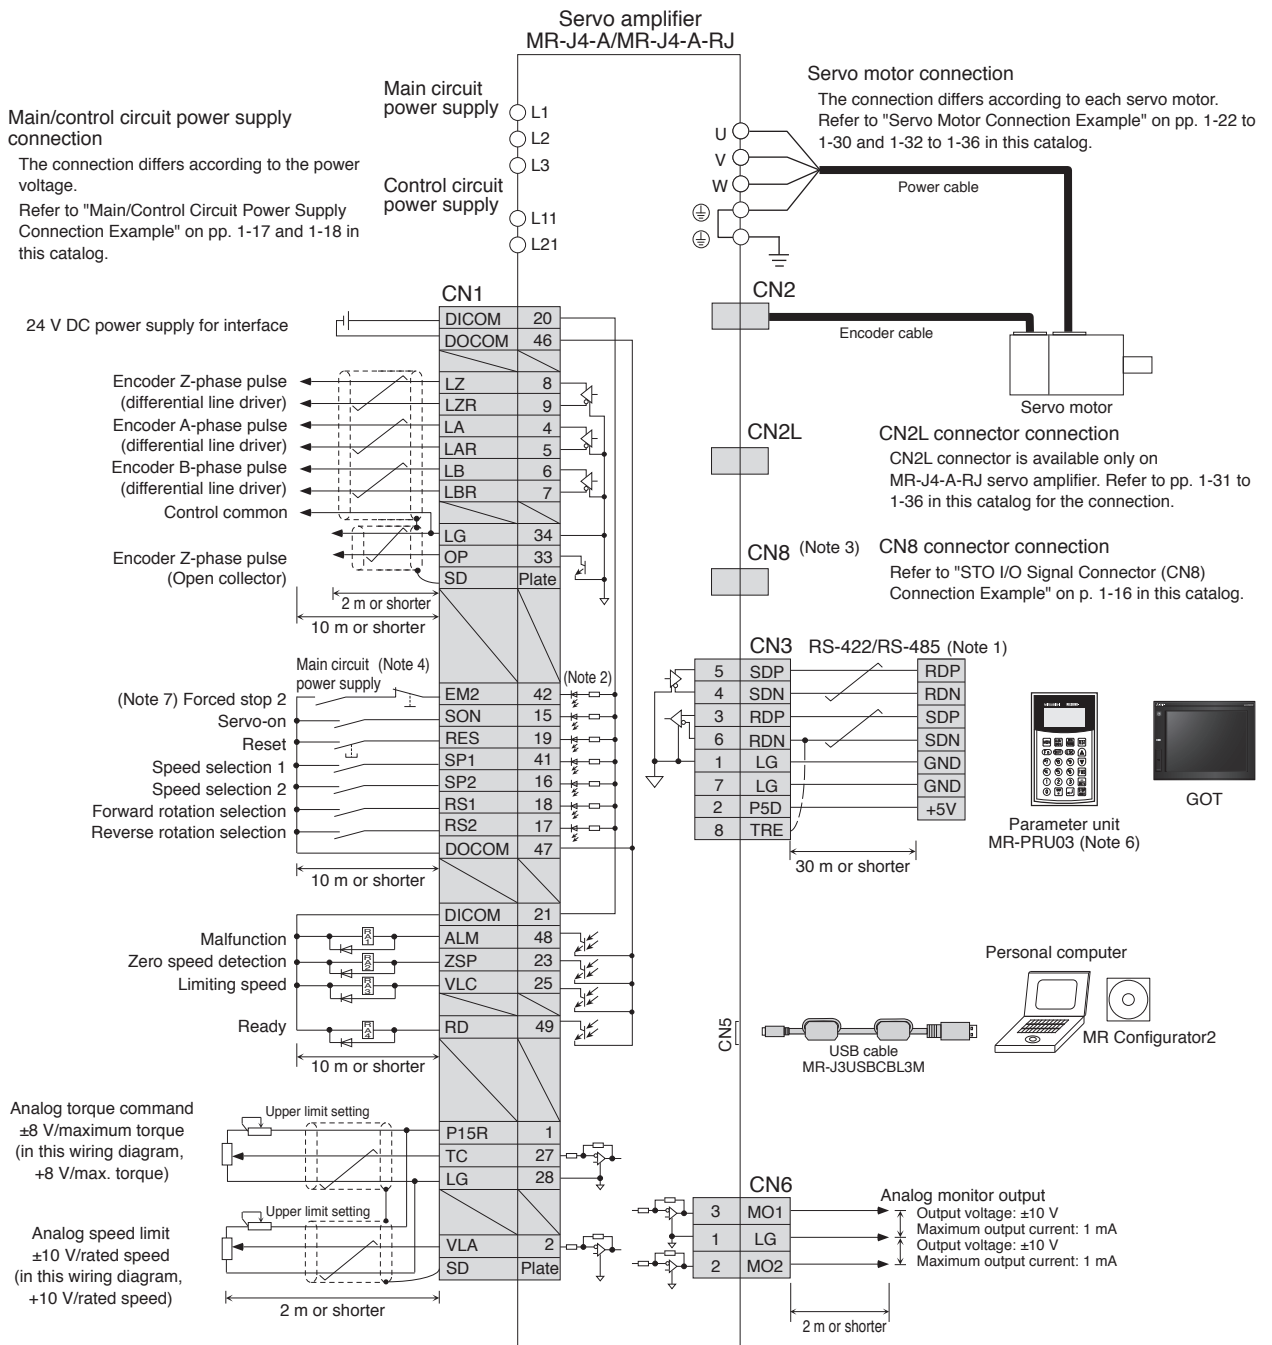 Servo amplifier
MR-J4-A/MR-J4-A-RJ
Main/control circuit power supply
connection
The connection differs according to the power
voltage.
Refer to "Main/Control Circuit Power Supply
Connection Example" on pp. 1-17 and 1-18 in
this catalog.
Main circuit
power supply
L1
L2
L3
Control circuit
power supply
L11
L21
Servo motor connection
The connection differs according to each servo motor.
Refer to "Servo Motor Connection Example" on pp. 1-22 to
1-30 and 1-32 to 1-36 in this catalog.
U
V
W
Power cable
CN2
Encoder cable
Servo motor
CN2L
CN2L connector connection
CN2L connector is available only on
MR-J4-A-RJ servo amplifier. Refer to pp. 1-31 to
1-36 in this catalog for the connection.
CN8 (Note 3)
CN8 connector connection
Refer to "STO I/O Signal Connector (CN8)
Connection Example" on p. 1-16 in this catalog.
CN1
24 V DC power supply for interface
DICOM 20
DOCOM 46
Encoder Z-phase pulse
(differential line driver)
LZ 8
LZR 9
Encoder A-phase pulse
(differential line driver)
LA 4
LAR 5
Encoder B-phase pulse
(differential line driver)
LB 6
LBR 7
Control common
LG 34
Encoder Z-phase pulse
(Open collector)
OP 33
SD Plate
2 m or shorter
10 m or shorter
Main circuit (Note 4)
power supply
(Note 2)
(Note 7) Forced stop 2 EM2 42
Servo-on SON 15
Reset RES 19
Speed selection 1 SP1 41
Speed selection 2 SP2 16
Forward rotation selection RS1 18
Reverse rotation selection RS2 17
DOCOM 47
10 m or shorter
DICOM 21
Malfunction RA1 ALM 48
Zero speed detection RA2 ZSP 23
Limiting speed RA3 VLC 25
Ready RA4 RD 49
10 m or shorter
Analog torque command
±8 V/maximum torque
(in this wiring diagram,
+8 V/max. torque)
Upper limit setting
P15R 1
TC 27
LG 28
Analog speed limit
±10 V/rated speed
(in this wiring diagram,
+10 V/rated speed)
Upper limit setting
VLA 2
SD Plate
2 m or shorter
CN3 RS-422/RS-485 (Note 1)
5 SDP RDP
4 SDN RDN
3 RDP SDP
6 RDN SDN
1 LG GND
7 LG GND
2 P5D +5V
8 TRE
30 m or shorter
Parameter unit
MR-PRU03 (Note 6)
GOT
CN5
USB cable
MR-J3USBCBL3M
Personal computer
MR Configurator2
CN6
3 MO1
1 LG
2 MO2
Analog monitor output
Output voltage: ±10 V
Maximum output current: 1 mA
Output voltage: ±10 V
Maximum output current: 1 mA
2 m or shorter